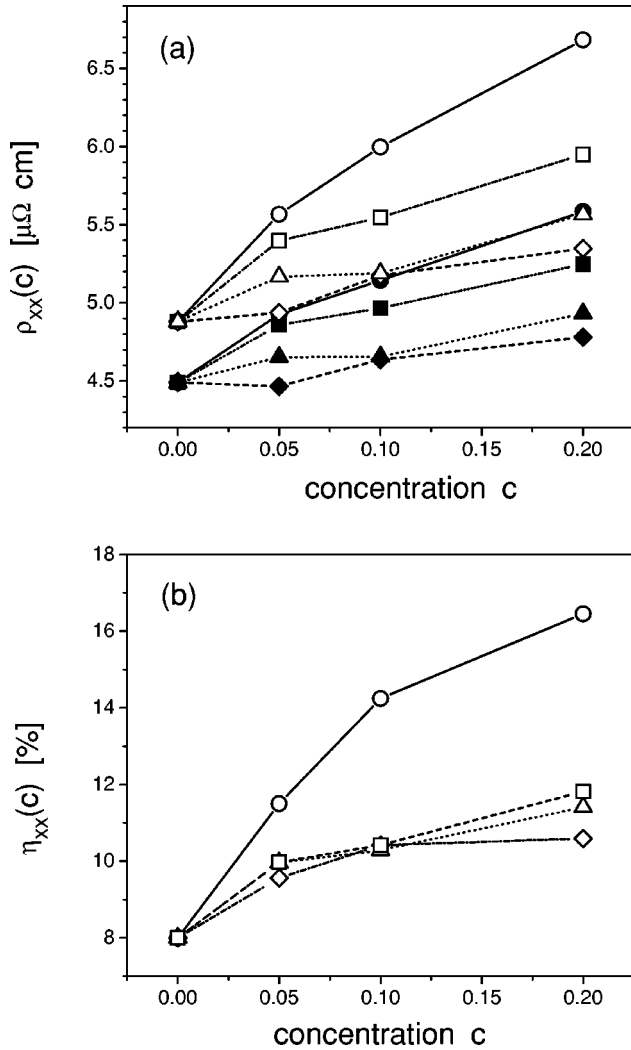 (a)
6.5
6.0
5.5
5.0
4.5
ρxx(c) [μΩ cm]
0.00 0.05 0.10 0.15 0.20
concentration c
(b)
18
16
14
12
10
8
ηxx(c) [%]
0.00 0.05 0.10 0.15 0.20
concentration c